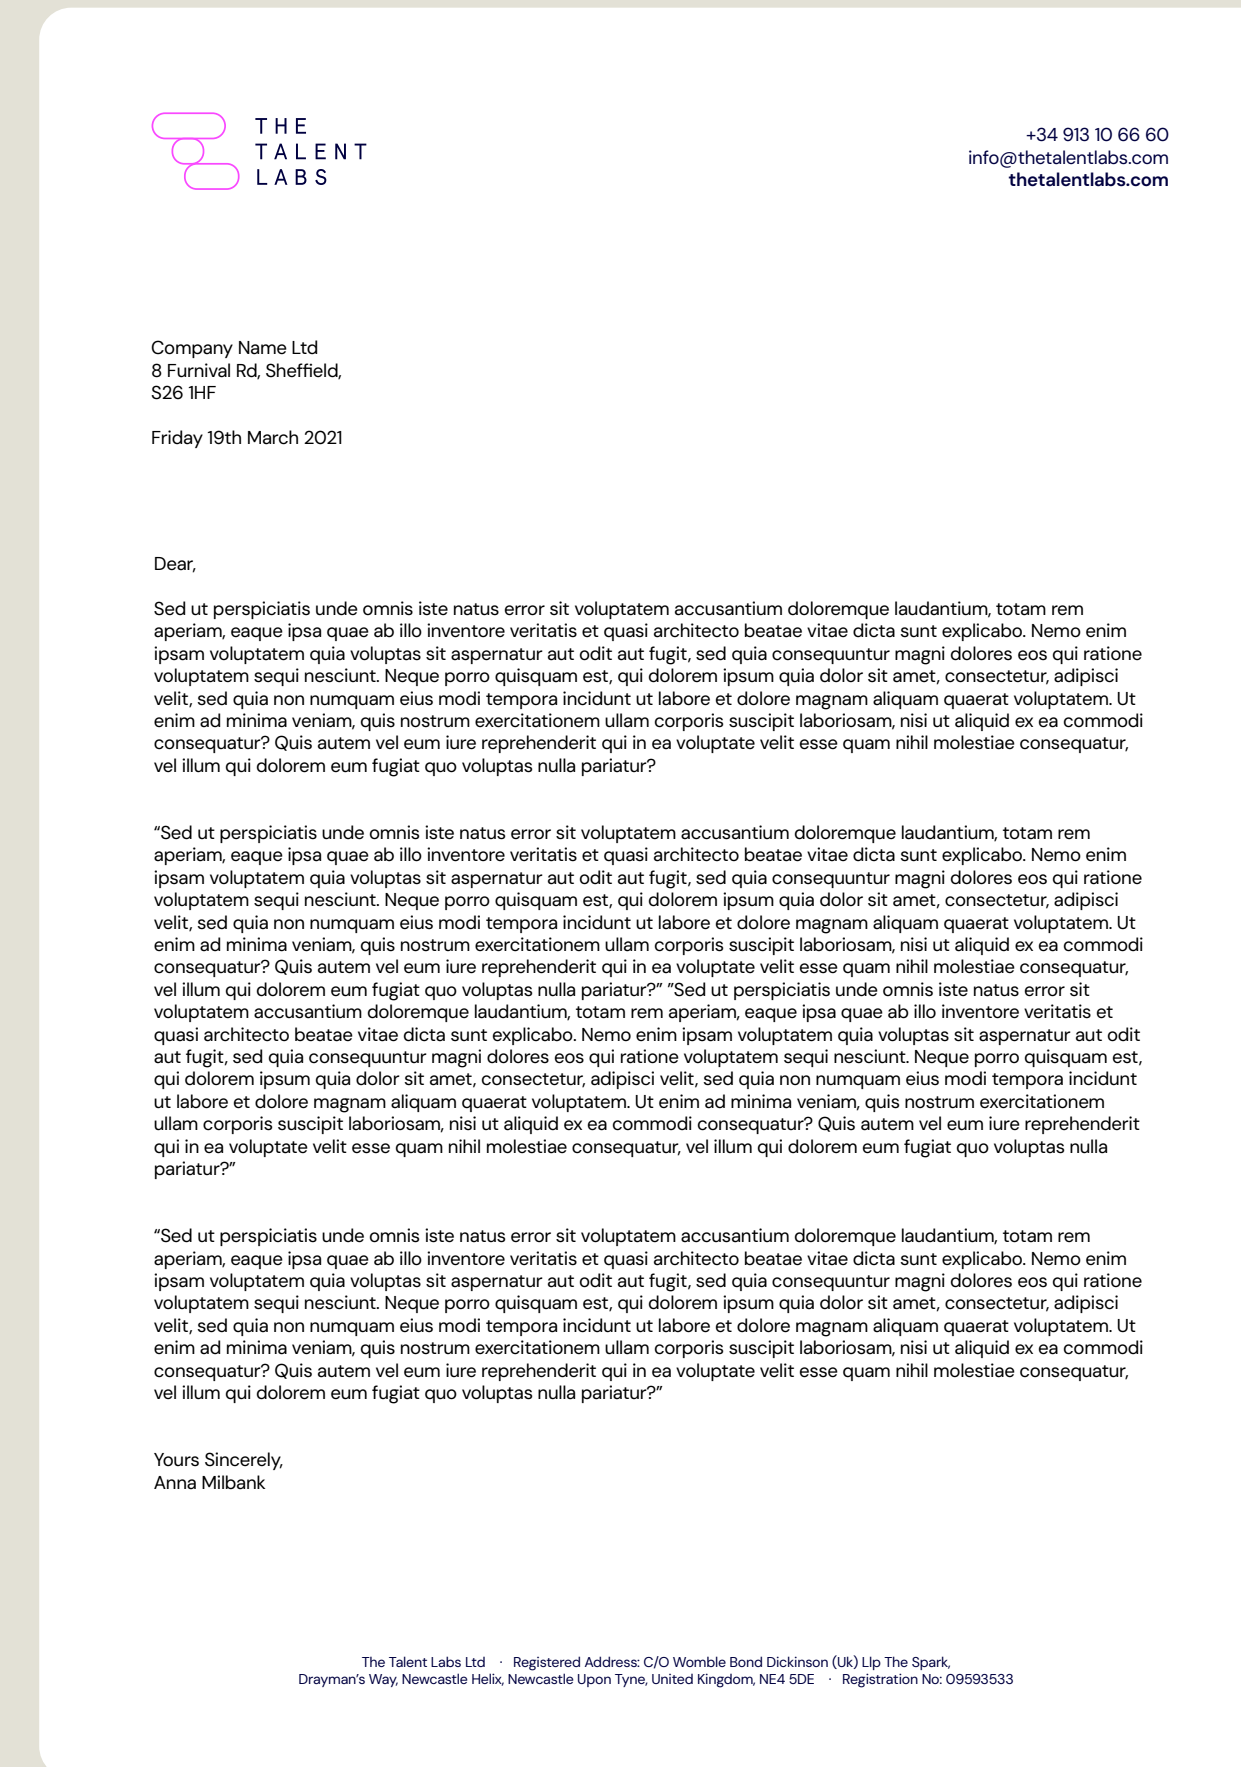 THE
TALENT
LABS
+34 913 10 66 60
info@thetalentlabs.com
thetalentlabs.com
Company Name Ltd
8 Furnival Rd, Sheffield,
S26 1HF
Friday 19th March 2021
Dear,
Sed ut perspiciatis unde omnis iste natus error sit voluptatem accusantium doloremque laudantium, totam rem
aperiam, eaque ipsa quae ab illo inventore veritatis et quasi architecto beatae vitae dicta sunt explicabo. Nemo enim
ipsam voluptatem quia voluptas sit aspernatur aut odit aut fugit, sed quia consequuntur magni dolores eos qui ratione
voluptatem sequi nesciunt. Neque porro quisquam est, qui dolorem ipsum quia dolor sit amet, consectetur, adipisci
velit, sed quia non numquam eius modi tempora incidunt ut labore et dolore magnam aliquam quaerat voluptatem. Ut
enim ad minima veniam, quis nostrum exercitationem ullam corporis suscipit laboriosam, nisi ut aliquid ex ea commodi
consequatur? Quis autem vel eum iure reprehenderit qui in ea voluptate velit esse quam nihil molestiae consequatur,
vel illum qui dolorem eum fugiat quo voluptas nulla pariatur?
“Sed ut perspiciatis unde omnis iste natus error sit voluptatem accusantium doloremque laudantium, totam rem
aperiam, eaque ipsa quae ab illo inventore veritatis et quasi architecto beatae vitae dicta sunt explicabo. Nemo enim
ipsam voluptatem quia voluptas sit aspernatur aut odit aut fugit, sed quia consequuntur magni dolores eos qui ratione
voluptatem sequi nesciunt. Neque porro quisquam est, qui dolorem ipsum quia dolor sit amet, consectetur, adipisci
velit, sed quia non numquam eius modi tempora incidunt ut labore et dolore magnam aliquam quaerat voluptatem. Ut
enim ad minima veniam, quis nostrum exercitationem ullam corporis suscipit laboriosam, nisi ut aliquid ex ea commodi
consequatur? Quis autem vel eum iure reprehenderit qui in ea voluptate velit esse quam nihil molestiae consequatur,
vel illum qui dolorem eum fugiat quo voluptas nulla pariatur?” ”Sed ut perspiciatis unde omnis iste natus error sit
voluptatem accusantium doloremque laudantium, totam rem aperiam, eaque ipsa quae ab illo inventore veritatis et
quasi architecto beatae vitae dicta sunt explicabo. Nemo enim ipsam voluptatem quia voluptas sit aspernatur aut odit
aut fugit, sed quia consequuntur magni dolores eos qui ratione voluptatem sequi nesciunt. Neque porro quisquam est,
qui dolorem ipsum quia dolor sit amet, consectetur, adipisci velit, sed quia non numquam eius modi tempora incidunt
ut labore et dolore magnam aliquam quaerat voluptatem. Ut enim ad minima veniam, quis nostrum exercitationem
ullam corporis suscipit laboriosam, nisi ut aliquid ex ea commodi consequatur? Quis autem vel eum iure reprehenderit
qui in ea voluptate velit esse quam nihil molestiae consequatur, vel illum qui dolorem eum fugiat quo voluptas nulla
pariatur?”
“Sed ut perspiciatis unde omnis iste natus error sit voluptatem accusantium doloremque laudantium, totam rem
aperiam, eaque ipsa quae ab illo inventore veritatis et quasi architecto beatae vitae dicta sunt explicabo. Nemo enim
ipsam voluptatem quia voluptas sit aspernatur aut odit aut fugit, sed quia consequuntur magni dolores eos qui ratione
voluptatem sequi nesciunt. Neque porro quisquam est, qui dolorem ipsum quia dolor sit amet, consectetur, adipisci
velit, sed quia non numquam eius modi tempora incidunt ut labore et dolore magnam aliquam quaerat voluptatem. Ut
enim ad minima veniam, quis nostrum exercitationem ullam corporis suscipit laboriosam, nisi ut aliquid ex ea commodi
consequatur? Quis autem vel eum iure reprehenderit qui in ea voluptate velit esse quam nihil molestiae consequatur,
vel illum qui dolorem eum fugiat quo voluptas nulla pariatur?”
Yours Sincerely,
Anna Milbank
The Talent Labs Ltd · Registered Address: C/O Womble Bond Dickinson (Uk) Llp The Spark,
Drayman’s Way, Newcastle Helix, Newcastle Upon Tyne, United Kingdom, NE4 5DE · Registration No: 09593533